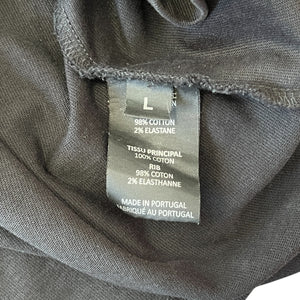 L
98% COTTON
2% ELASTANE
TISSU PRINCIPAL
100% COTON
RIB
98% COTON
2% ELASTHANNE
MADE IN PORTUGAL
FABRIQUÉ AU PORTUGAL